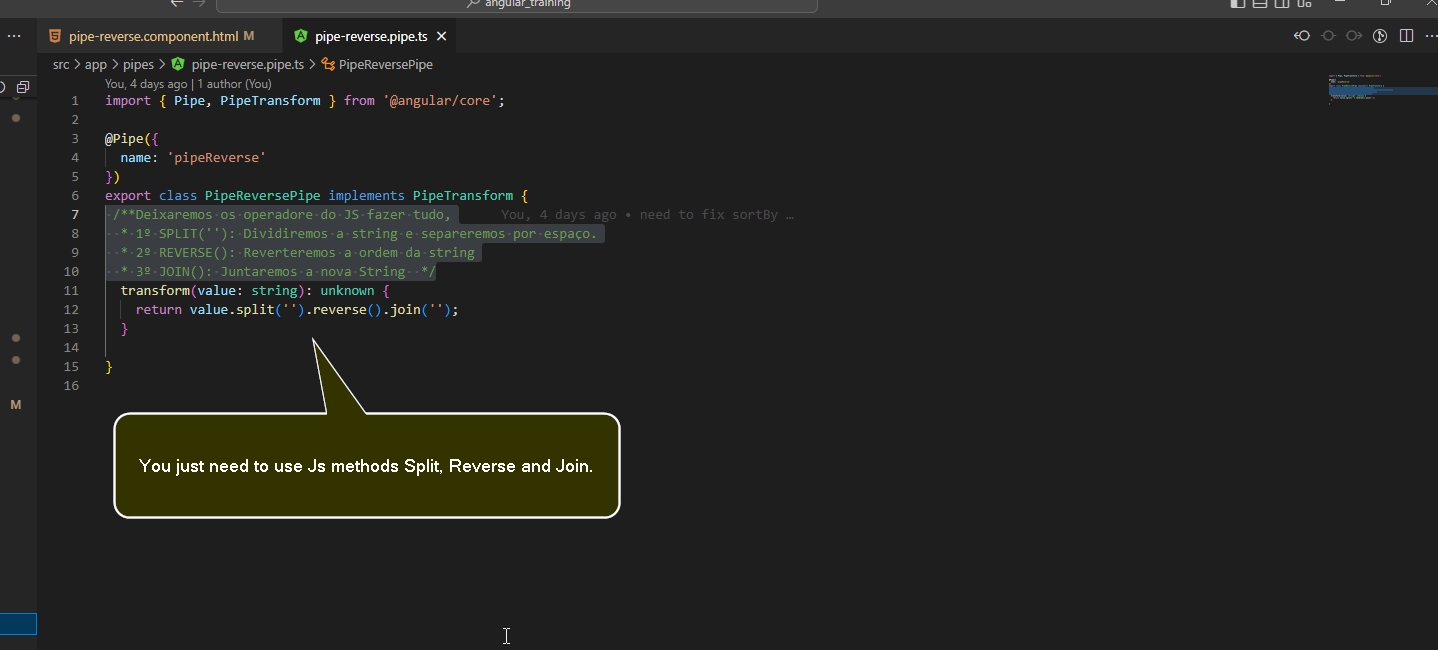 angular_training
pipe-reverse.component.html M
pipe-reverse.pipe.ts
src > app > pipes > pipe-reverse.pipe.ts > PipeReversePipe
You, 4 days ago | 1 author (You)
1 import { Pipe, PipeTransform } from '@angular/core';
2
3 @Pipe({
4 name: 'pipeReverse'
5 })
6 export class PipeReversePipe implements PipeTransform {
7 /**Deixaremos os operadore do JS fazer tudo, You, 4 days ago • need to fix sortBy …
8 * 1º SPLIT(''): Dividiremos a string e separeremos por espaço.
9 * 2º REVERSE(): Reverteremos a ordem da string
10 * 3º JOIN(): Juntaremos a nova String */
11 transform(value: string): unknown {
12 return value.split('').reverse().join('');
13 }
14
15 }
16
M
You just need to use Js methods Split, Reverse and Join.